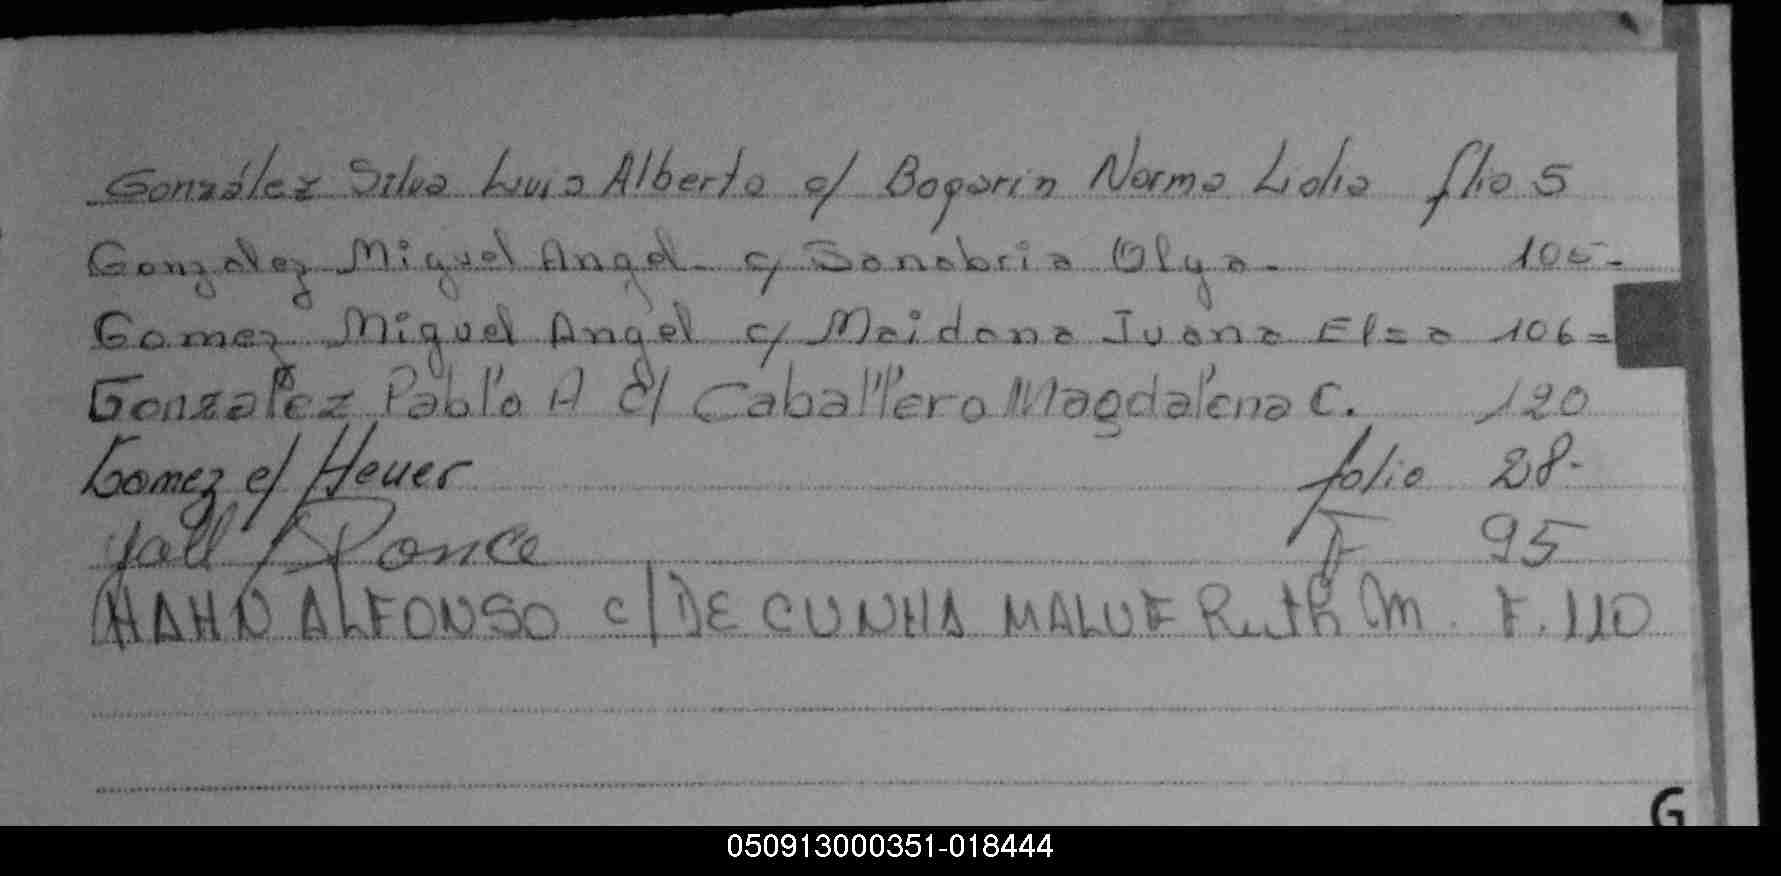 González Silva Luis Alberto c/ Bogarin Norma Lidia flio 5
Gonzalez Miguel Angel c/ Sanabria Olga. 105-
Gomez Miguel Angel c/ Maidana Juana Elsa 106=
Gonzalez Pablo A c/ Caballero Magdalena C. 120
Gomez c/ Heuer folio 28.
Gall c/ Ponce F 95
HAHN ALFONSO c/ DE CUNHA MALUF Ruth M. F. 110
G
050913000351-018444